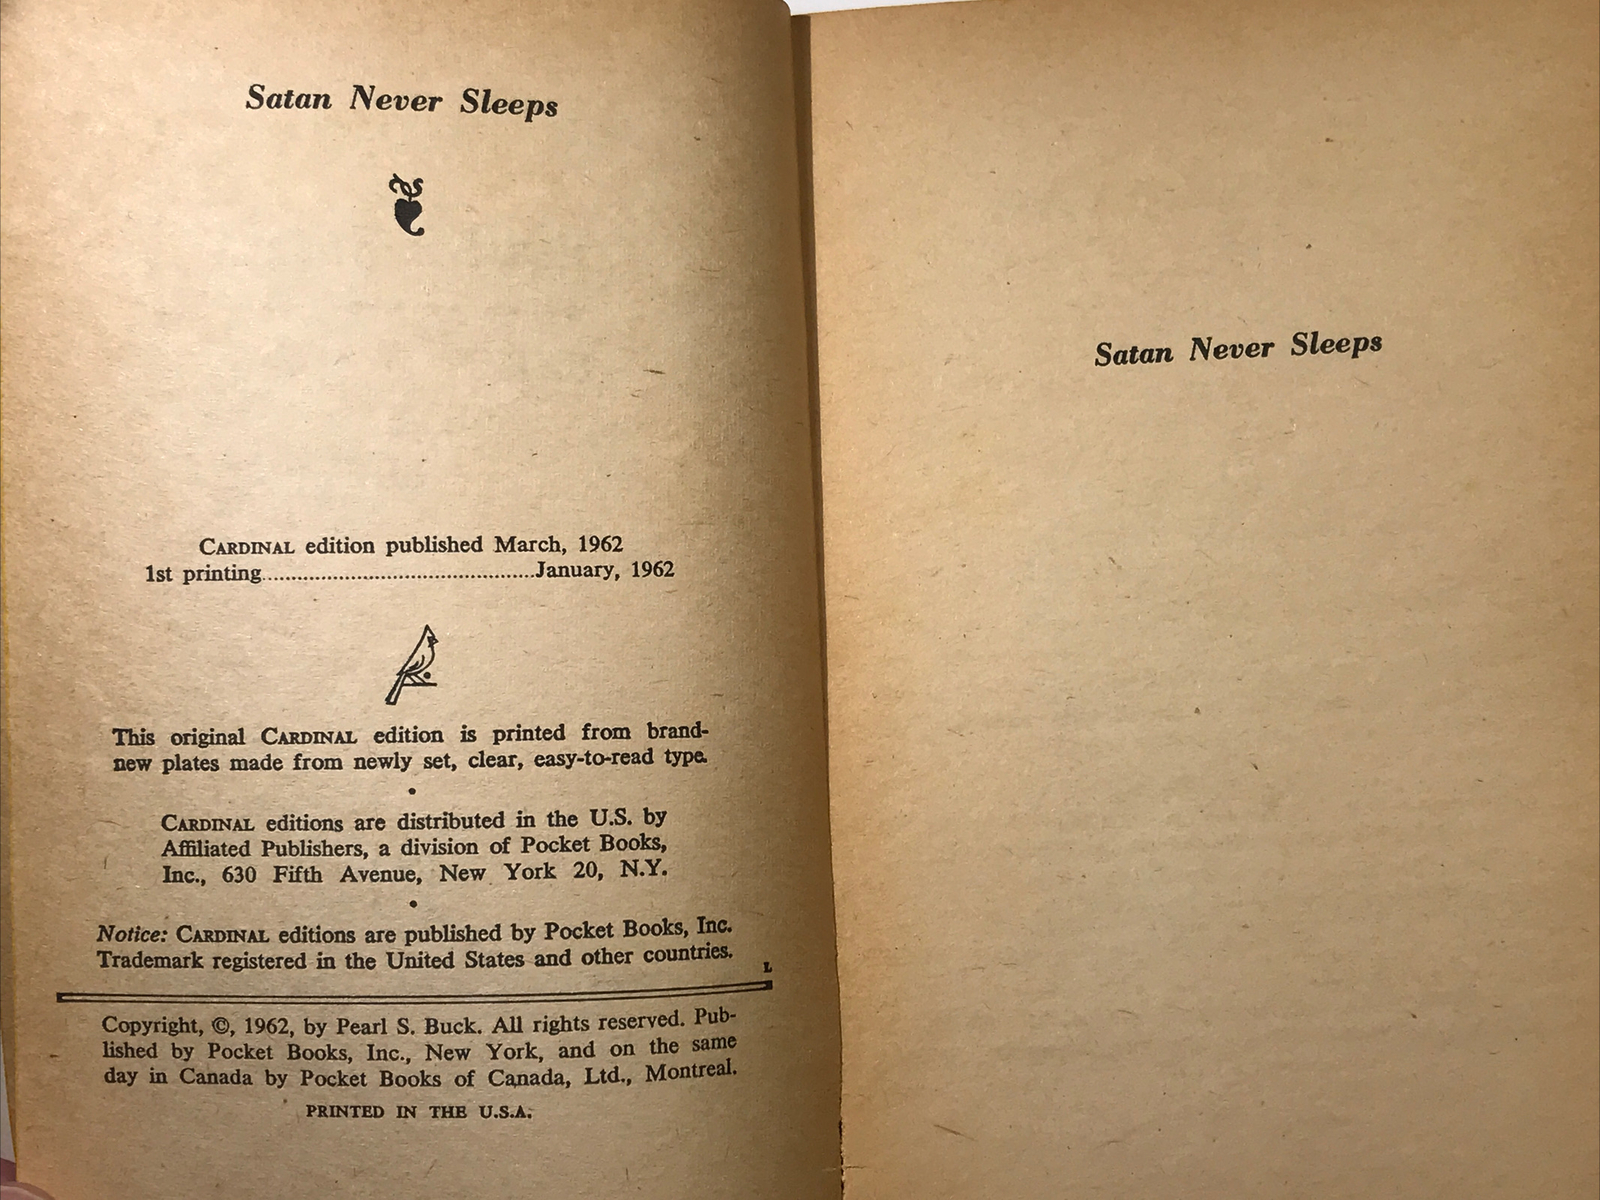 Satan Never Sleeps
CARDINAL edition published March, 1962
1st printing..............................................January, 1962
This original CARDINAL edition is printed from brand-
new plates made from newly set, clear, easy-to-read type.
•
CARDINAL editions are distributed in the U.S. by
Affiliated Publishers, a division of Pocket Books,
Inc., 630 Fifth Avenue, New York 20, N.Y.
•
Notice: CARDINAL editions are published by Pocket Books, Inc.
Trademark registered in the United States and other countries.
L
Copyright, ©, 1962, by Pearl S. Buck. All rights reserved. Pub-
lished by Pocket Books, Inc., New York, and on the same
day in Canada by Pocket Books of Canada, Ltd., Montreal.
PRINTED IN THE U.S.A.
Satan Never Sleeps